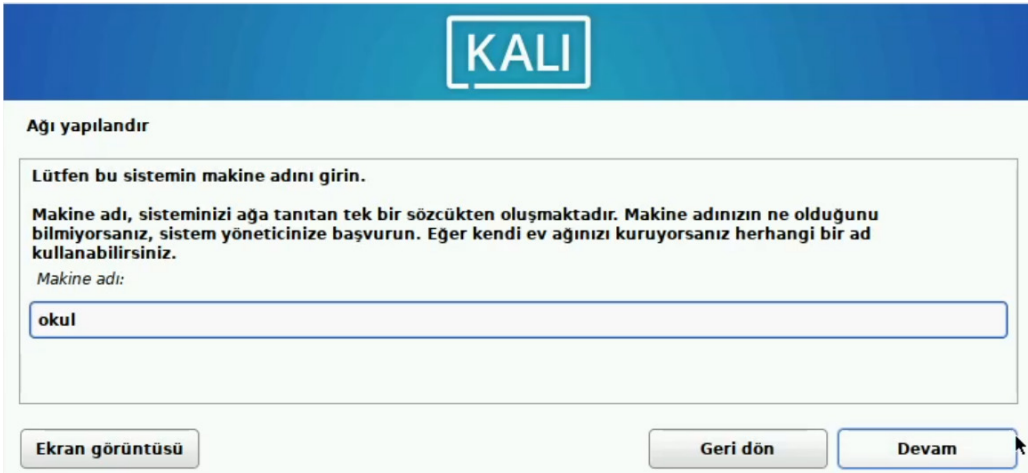 KALI
Ağı yapılandır
Lütfen bu sistemin makine adını girin.
Makine adı, sisteminizi ağa tanıtan tek bir sözcükten oluşmaktadır. Makine adınızın ne olduğunu
bilmiyorsanız, sistem yöneticinize başvurun. Eğer kendi ev ağınızı kuruyorsanız herhangi bir ad
kullanabilirsiniz.
Makine adı:
okul
Ekran görüntüsü
Geri dön
Devam